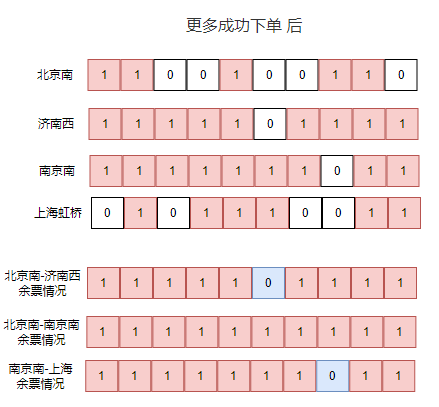 更多成功下单 后
北京南 1 1 0 0 1 0 0 1 1 0
济南西 1 1 1 1 1 0 1 1 1 1
南京南 1 1 1 1 1 1 1 0 1 1
上海虹桥 0 1 0 1 1 1 0 0 1 1
北京南-济南西
余票情况 1 1 1 1 1 0 1 1 1 1
北京南-南京南
余票情况 1 1 1 1 1 1 1 1 1 1
南京南-上海
余票情况 1 1 1 1 1 1 1 0 1 1